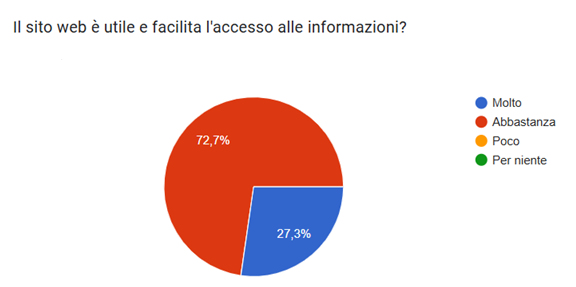 Il sito web è utile e facilita l'accesso alle informazioni?
Molto
Abbastanza
Poco
Per niente
72,7%
27,3%